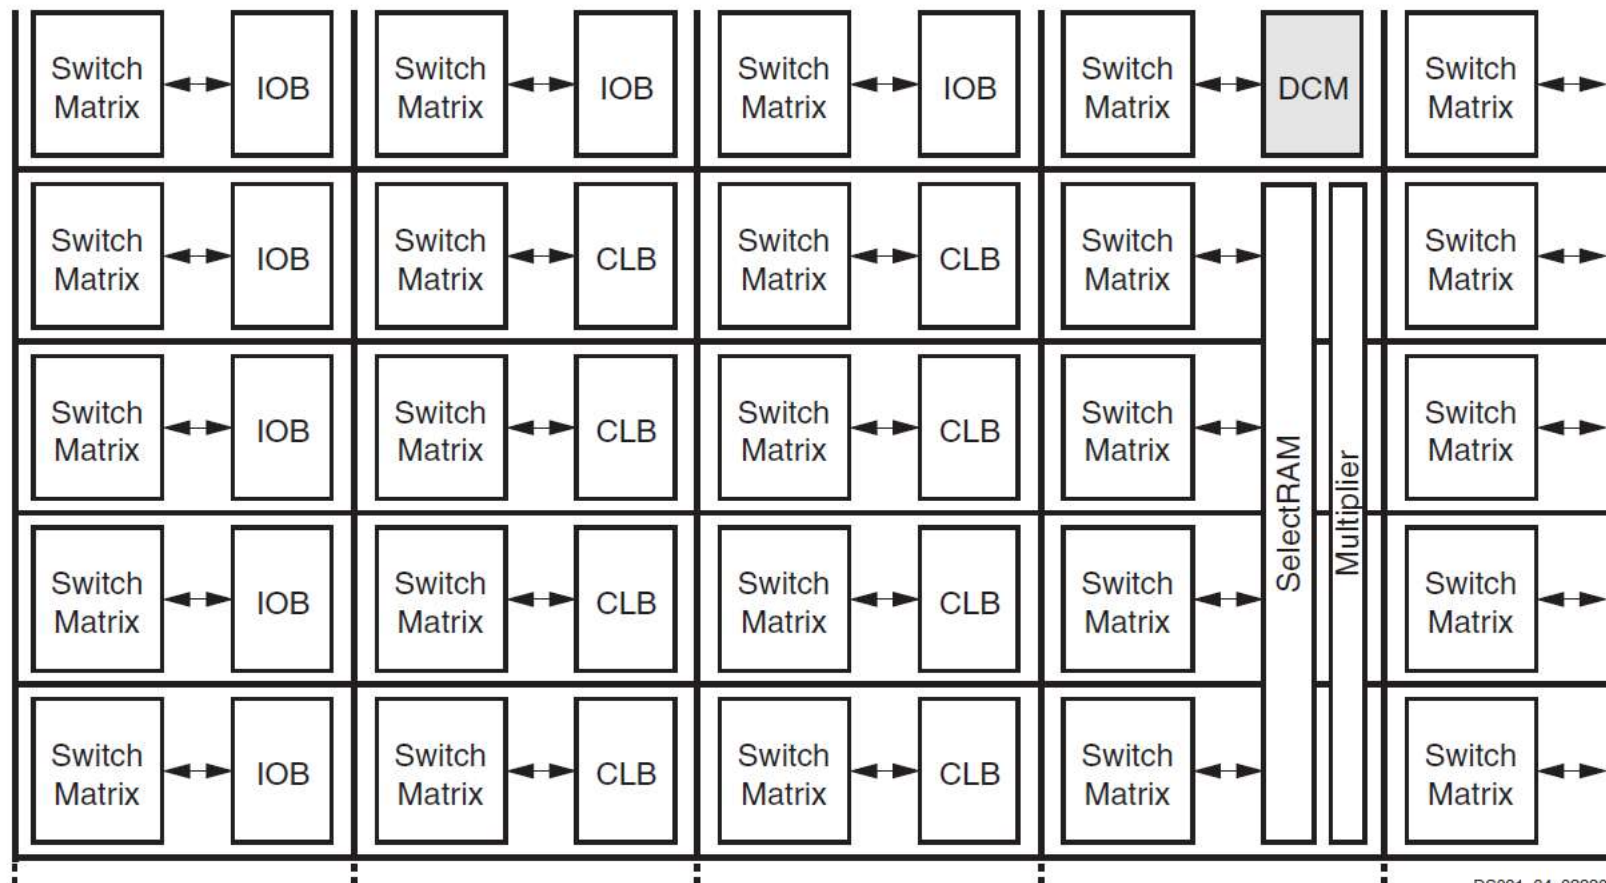 Switch
Matrix
IOB
Switch
Matrix
IOB
Switch
Matrix
IOB
Switch
Matrix
DCM
Switch
Matrix
Switch
Matrix
IOB
Switch
Matrix
CLB
Switch
Matrix
CLB
Switch
Matrix
Switch
Matrix
Switch
Matrix
IOB
Switch
Matrix
CLB
Switch
Matrix
CLB
Switch
Matrix
SelectRAM
Multiplier
Switch
Matrix
Switch
Matrix
IOB
Switch
Matrix
CLB
Switch
Matrix
CLB
Switch
Matrix
Switch
Matrix
Switch
Matrix
IOB
Switch
Matrix
CLB
Switch
Matrix
CLB
Switch
Matrix
Switch
Matrix